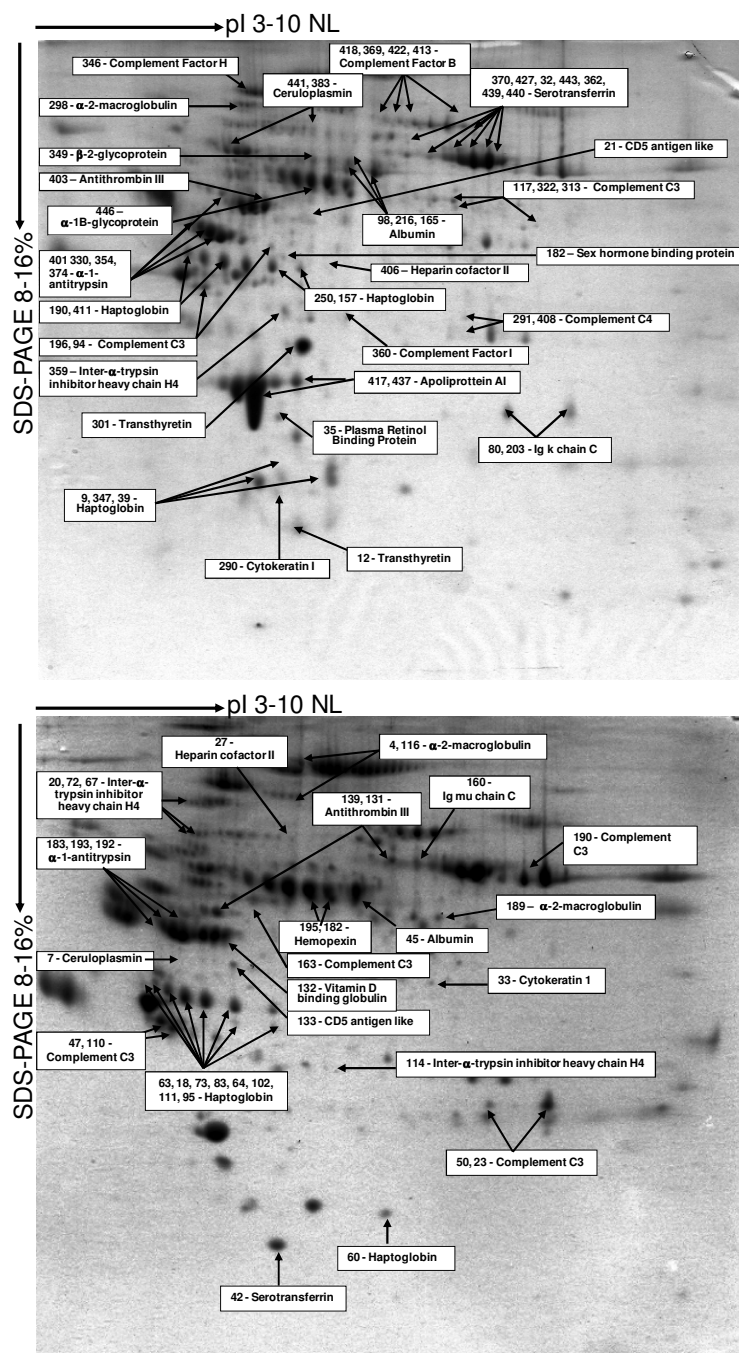 pI 3-10 NL
SDS-PAGE 8-16%
346 - Complement Factor H
418, 369, 422, 413 –
Complement Factor B
441, 383 –
Ceruloplasmin
370, 427, 32, 443, 362,
439, 440 - Serotransferrin
298 - α-2-macroglobulin
21 - CD5 antigen like
349 - β-2-glycoprotein
403 - Antithrombin III
117, 322, 313 - Complement C3
446 –
α-1B-glycoprotein
98, 216, 165 -
Albumin
182 – Sex hormone binding protein
401 330, 354,
374 - α-1-
antitrypsin
406 – Heparin cofactor II
190, 411 - Haptoglobin
250, 157 - Haptoglobin
291, 408 - Complement C4
196, 94 - Complement C3
360 - Complement Factor I
359 – Inter-α-trypsin
inhibitor heavy chain H4
417, 437 - Apoliprottein AI
301 - Transthyretin
35 - Plasma Retinol
Binding Protein
80, 203 - Ig k chain C
9, 347, 39 -
Haptoglobin
12 - Transthyretin
290 - Cytokeratin I
pI 3-10 NL
SDS-PAGE 8-16%
27 -
Heparin cofactor II
4, 116 - α-2-macroglobulin
20, 72, 67 - Inter-α-
trypsin inhibitor
heavy chain H4
160 -
Ig mu chain C
139, 131 -
Antithrombin III
190 - Complement
C3
183, 193, 192 –
α-1-antitrypsin
189 – α-2-macroglobulin
195, 182 –
Hemopexin
45 - Albumin
7 - Ceruloplasmin
163 - Complement C3
33 - Cytokeratin 1
132 - Vitamin D
binding globulin
133 - CD5 antigen like
47, 110 -
Complement C3
114 - Inter-α-trypsin inhibitor heavy chain H4
63, 18, 73, 83, 64, 102,
111, 95 - Haptoglobin
50, 23 - Complement C3
60 - Haptoglobin
42 - Serotransferrin